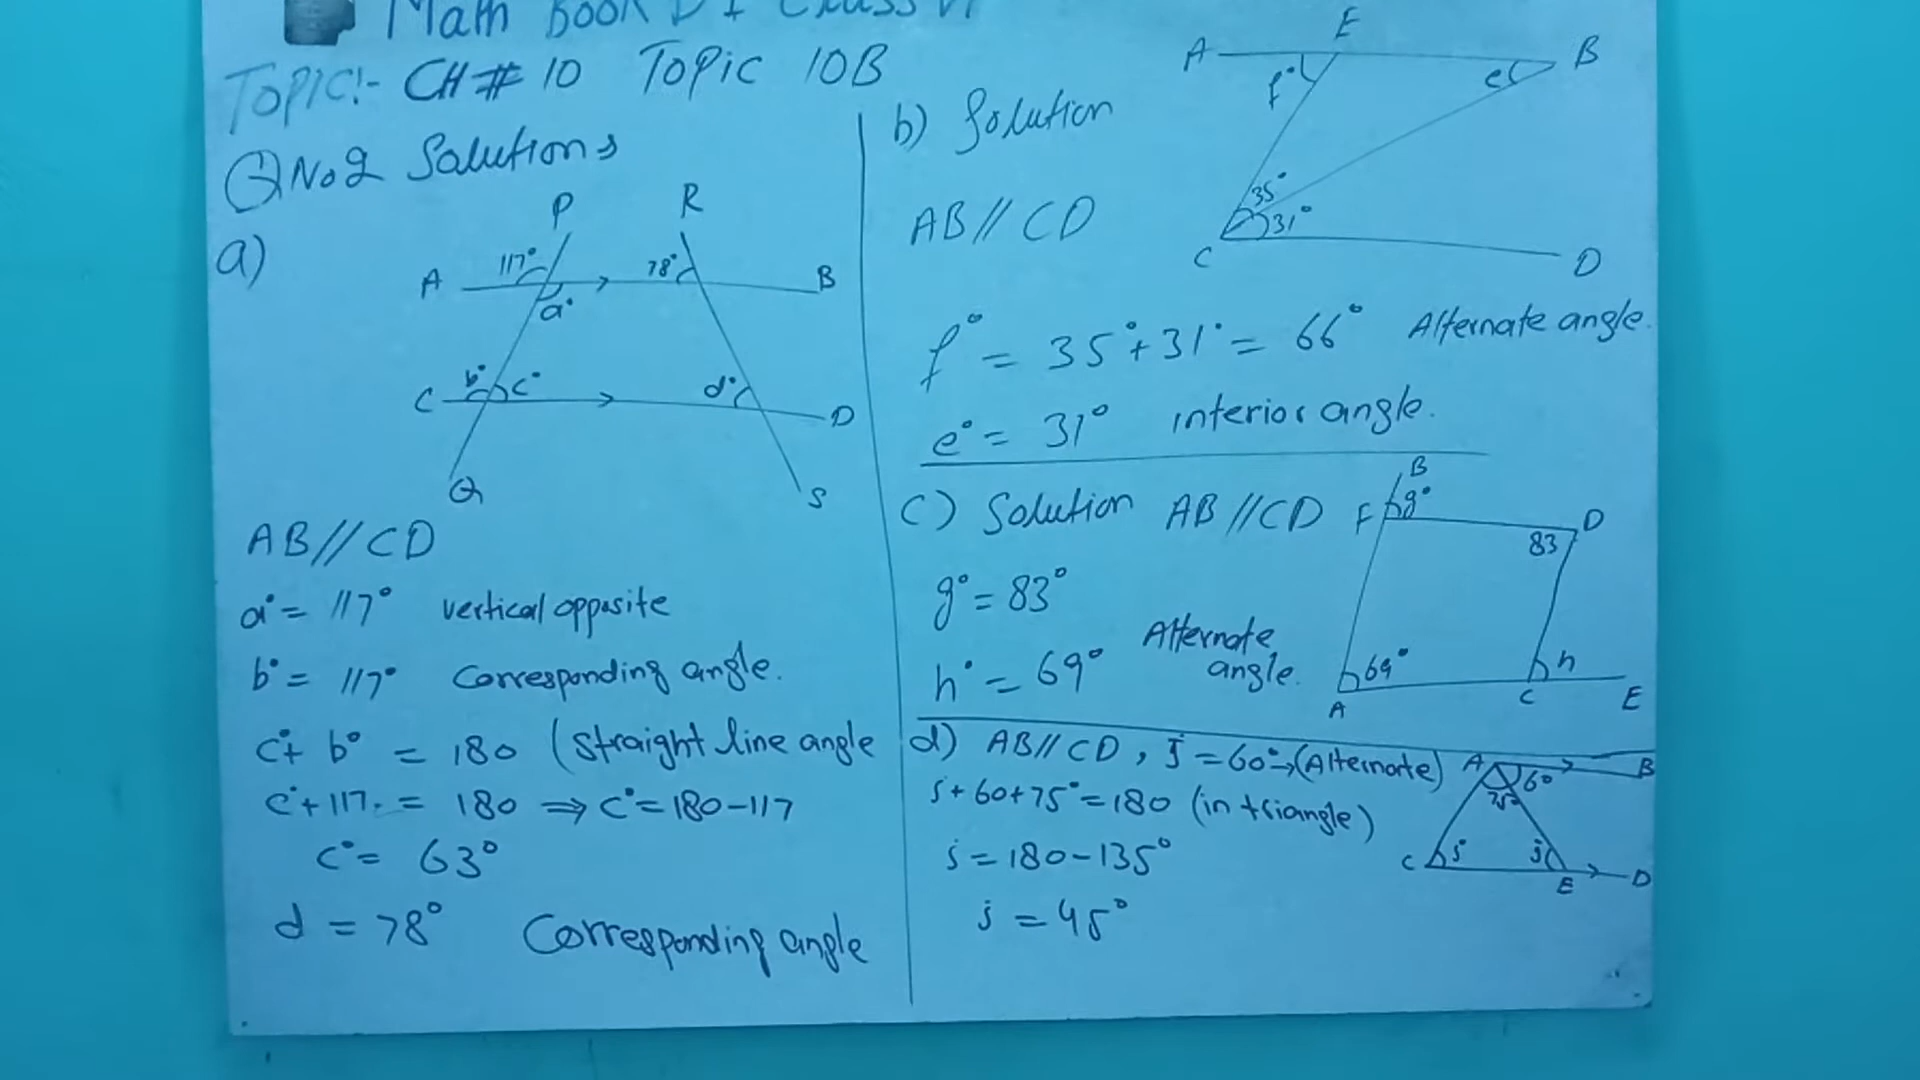 Math Book D1 Class VI
TOPIC:- CH # 10 Topic 10B
Q No 2 Solutions
a)
P
R
117°
78°
A
B
a°
b°
c°
d°
C
D
Q
S
AB // CD
a° = 117° vertical opposite
b° = 117° Corresponding angle.
c° + b° = 180 (straight line angle
c° + 117. = 180 ⇒ c° = 180 - 117
c° = 63°
d = 78° Corresponding angle
b) Solution
A
E
B
f°
e
35°
31°
C
D
AB // CD
f° = 35° + 31° = 66° Alternate angle.
e° = 31° interior angle.
c) Solution AB // CD
B
F
g°
D
83
69°
h
A
C
E
g° = 83°
h° = 69° Alternate angle.
d) AB // CD, j = 60° → (Alternate)
i + 60 + 75° = 180 (in triangle)
i = 180 - 135°
i = 45°
A
B
60
75°
C
i
j
E
D